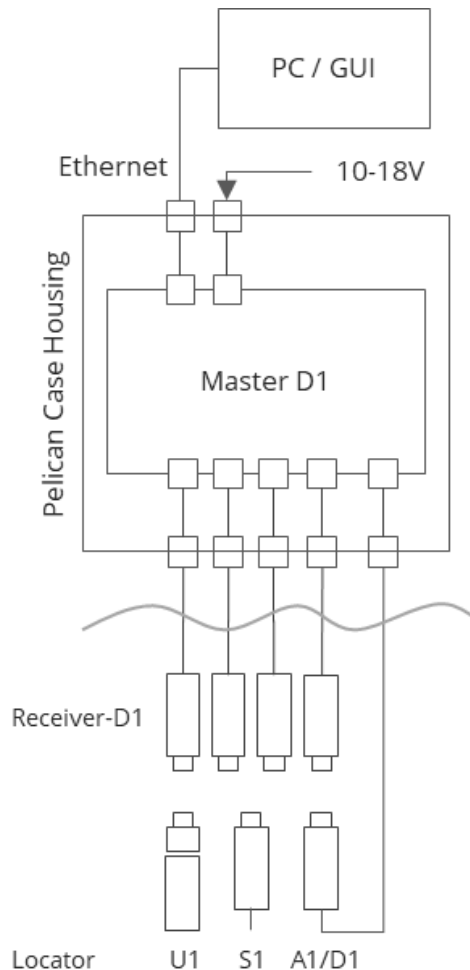 PC / GUI
Ethernet
10-18V
Pelican Case Housing
Master D1
Receiver-D1
Locator U1 S1 A1/D1